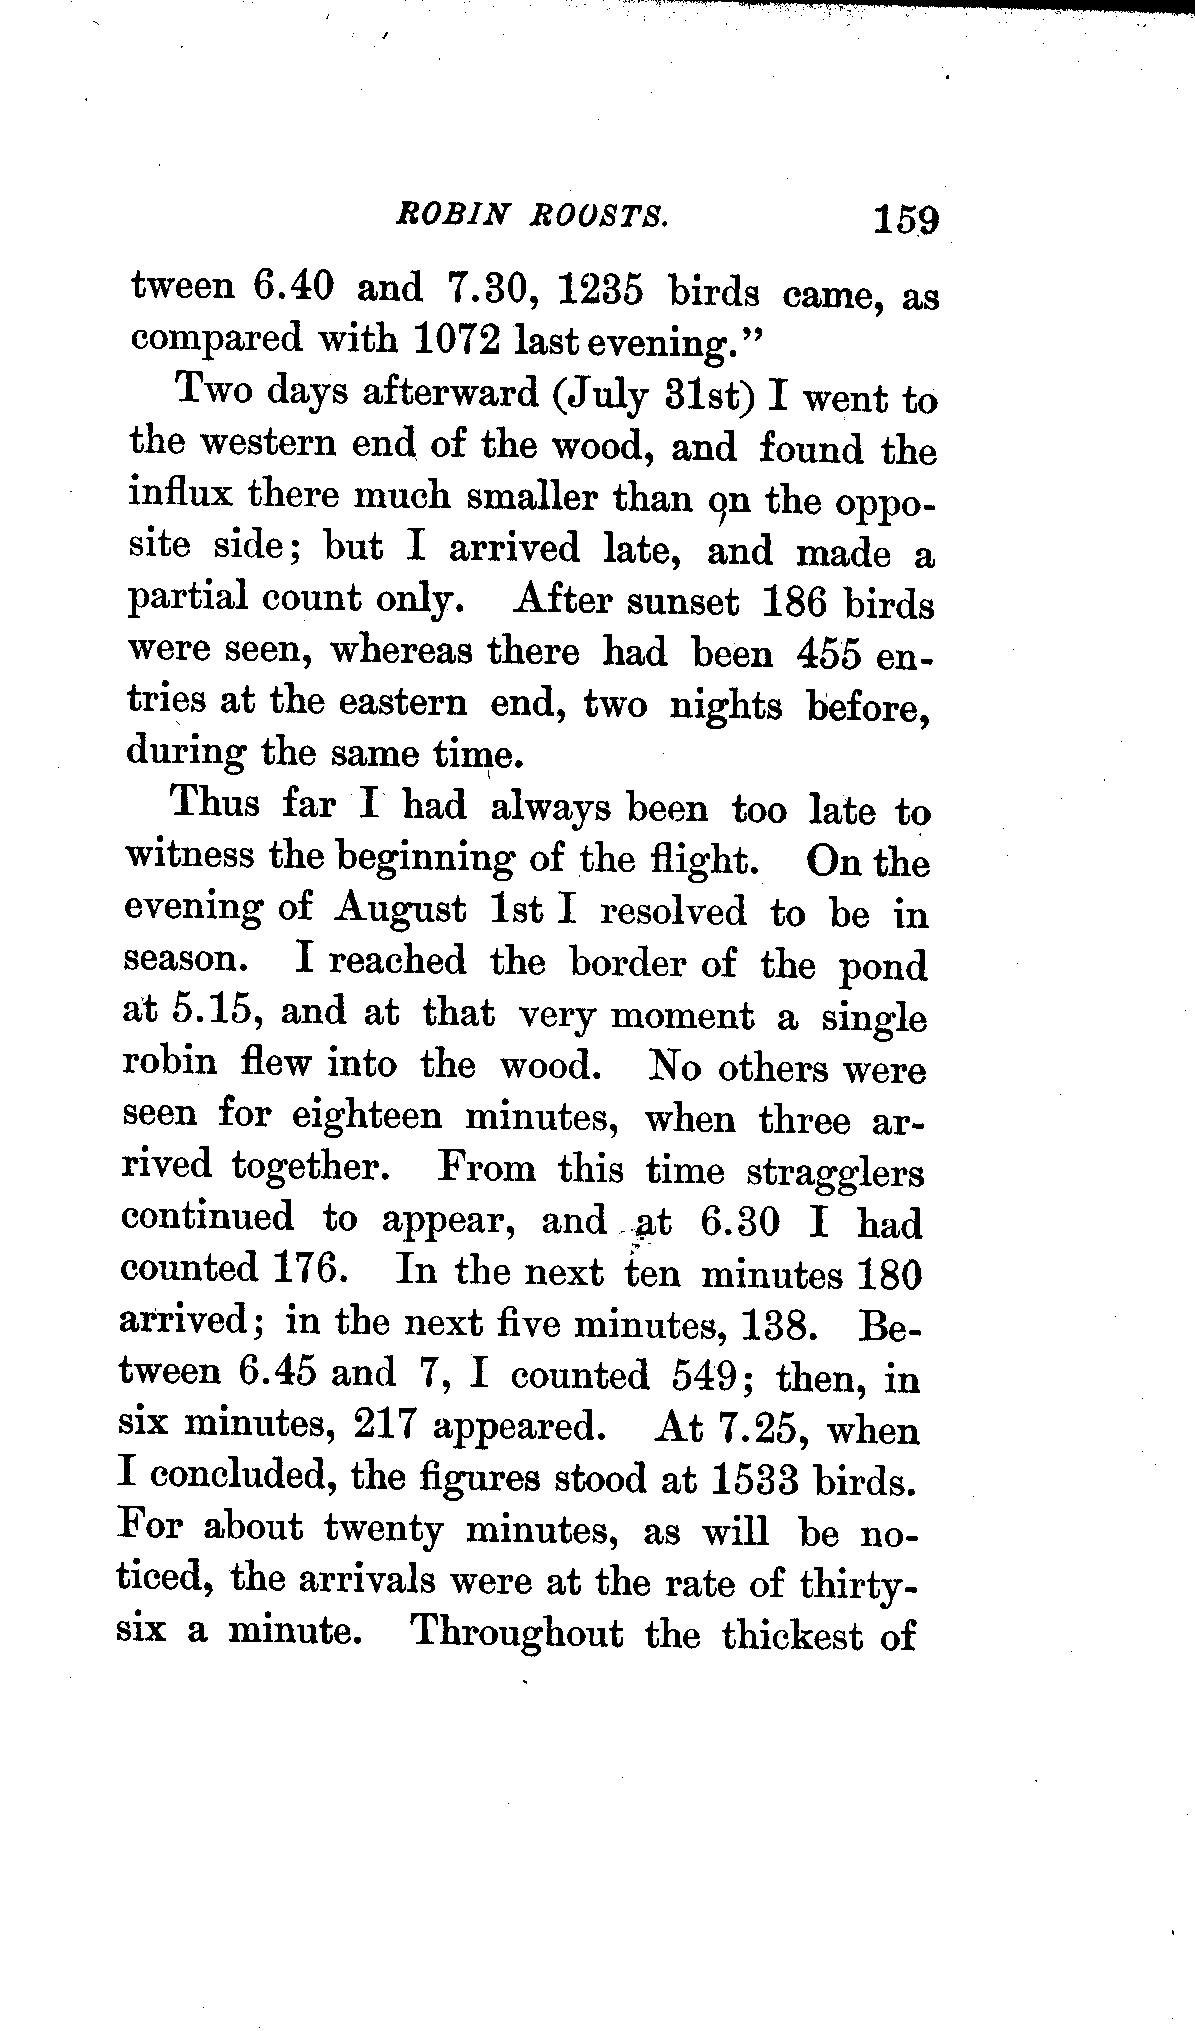 ROBIN ROOSTS. 159
tween 6.40 and 7.30, 1235 birds came, as
compared with 1072 last evening.”
Two days afterward (July 31st) I went to
the western end of the wood, and found the
influx there much smaller than on the oppo-
site side; but I arrived late, and made a
partial count only. After sunset 186 birds
were seen, whereas there had been 455 en-
tries at the eastern end, two nights before,
during the same time.
Thus far I had always been too late to
witness the beginning of the flight. On the
evening of August 1st I resolved to be in
season. I reached the border of the pond
at 5.15, and at that very moment a single
robin flew into the wood. No others were
seen for eighteen minutes, when three ar-
rived together. From this time stragglers
continued to appear, and at 6.30 I had
counted 176. In the next ten minutes 180
arrived; in the next five minutes, 138. Be-
tween 6.45 and 7, I counted 549; then, in
six minutes, 217 appeared. At 7.25, when
I concluded, the figures stood at 1533 birds.
For about twenty minutes, as will be no-
ticed, the arrivals were at the rate of thirty-
six a minute. Throughout the thickest of